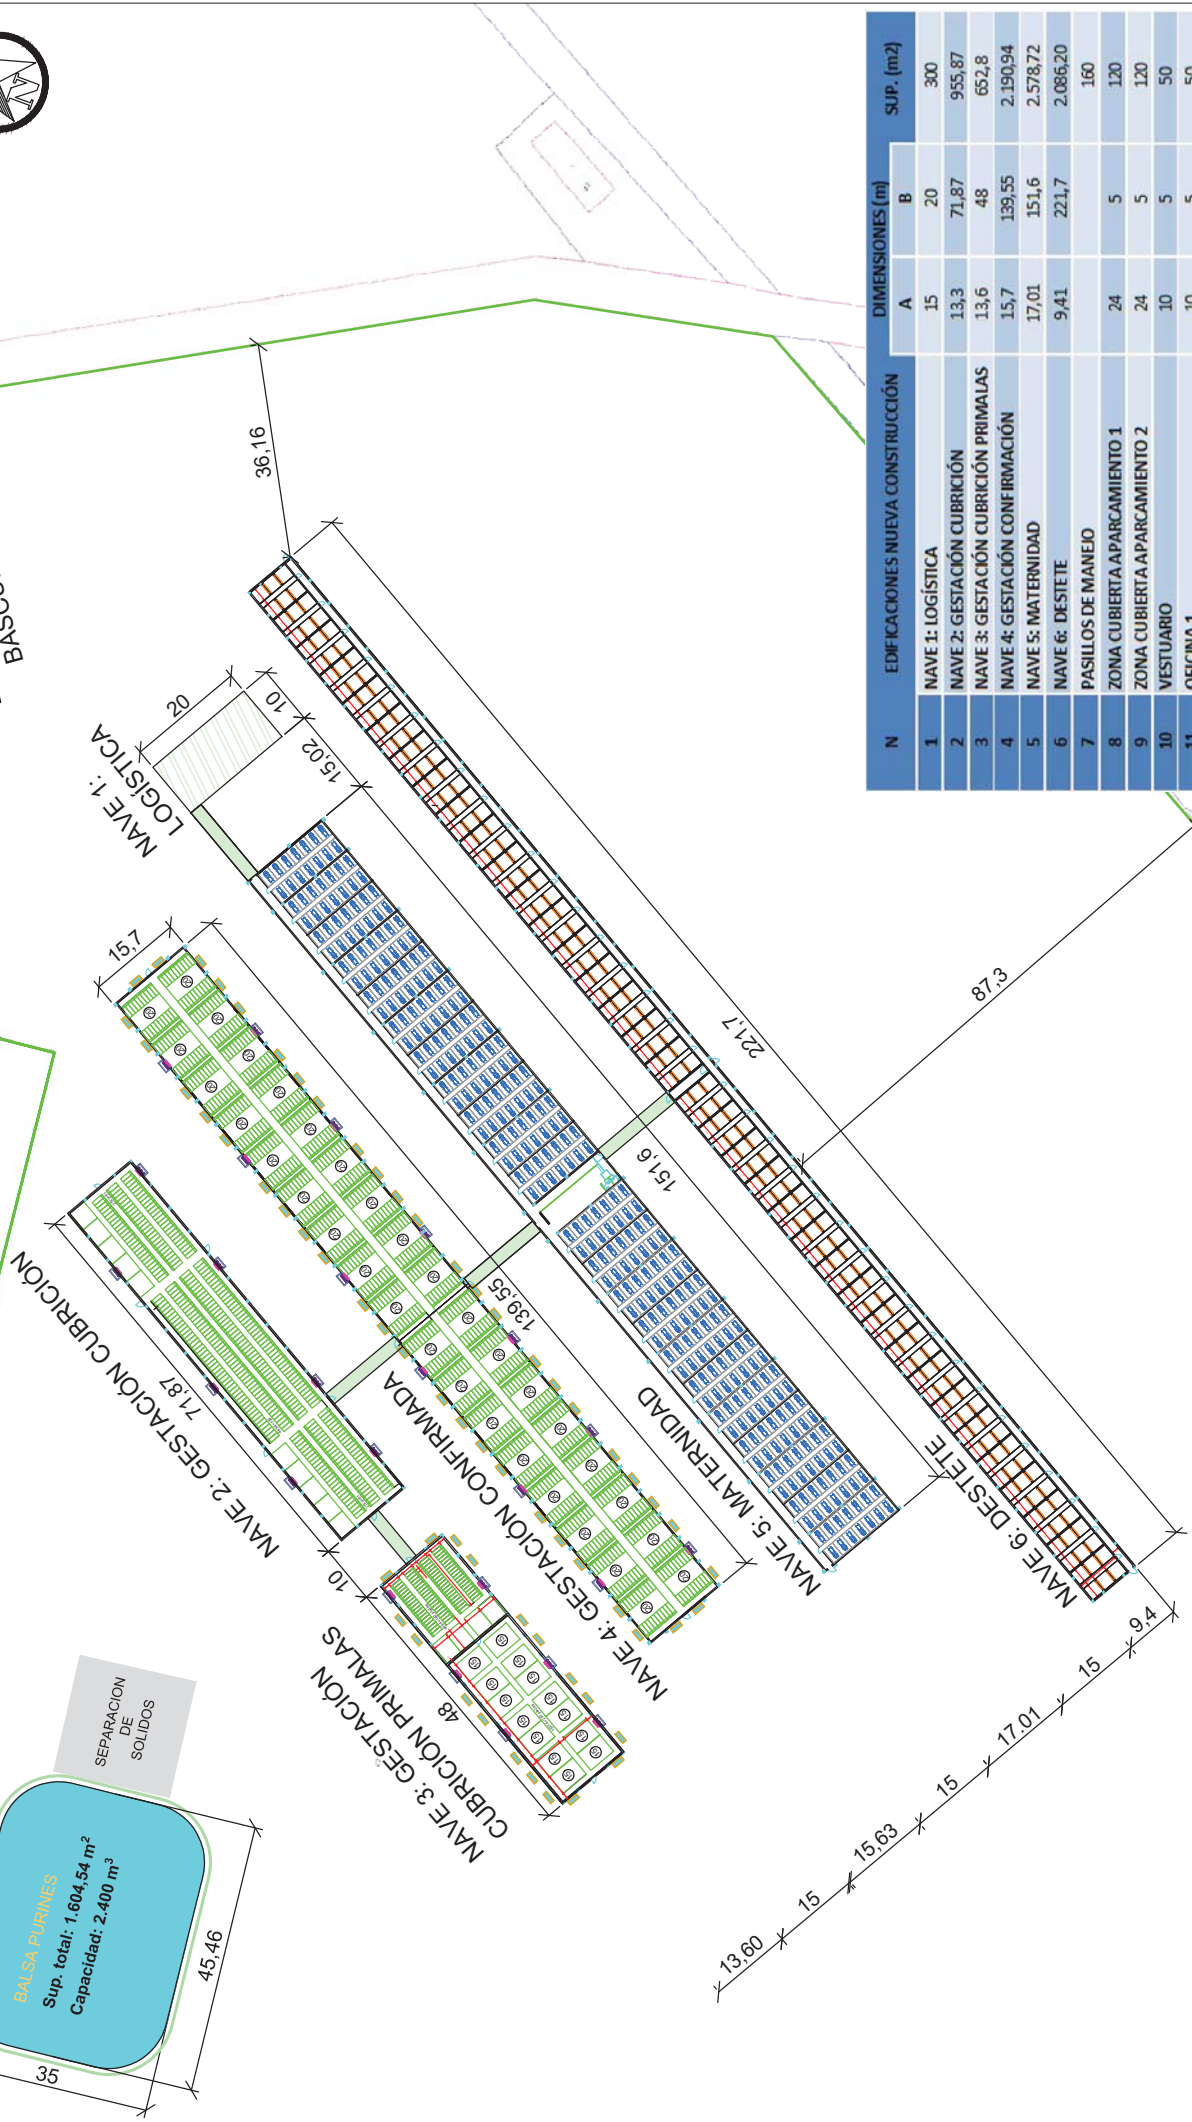 N EDIFICACIONES NUEVA CONSTRUCCIÓN DIMENSIONES (m) SUP. (m2)
A B
1 NAVE 1: LOGÍSTICA 15 20 300
2 NAVE 2: GESTACIÓN CUBRICIÓN 13,3 71,87 955,87
3 NAVE 3: GESTACIÓN CUBRICIÓN PRIMALAS 13,6 48 652,8
4 NAVE 4: GESTACIÓN CONFIRMACIÓN 15,7 139,55 2.190,94
5 NAVE 5: MATERNIDAD 17,01 151,6 2.578,72
6 NAVE 6: DESTETE 9,41 221,7 2.086,20
7 PASILLOS DE MANEJO 160
8 ZONA CUBIERTA APARCAMIENTO 1 24 5 120
9 ZONA CUBIERTA APARCAMIENTO 2 24 5 120
10 VESTUARIO 10 5 50
11 OFICINA 1 10 5 50
N
36,16
NAVE 1:
LOGÍSTICA
20
10
15,02
15,7
NAVE 2: GESTACIÓN CUBRICIÓN
71,87
10
NAVE 3: GESTACIÓN
CUBRICIÓN PRIMALAS
48
NAVE 4: GESTACIÓN CONFIRMADA
139,55
NAVE 5: MATERNIDAD
151,6
NAVE 6: DESTETE
221,7
87,3
SEPARACION
DE
SOLIDOS
BALSA PURINES
Sup. total: 1.604,54 m²
Capacidad: 2.400 m³
45,46
35
13,60
15
15,63
15
17.01
15
9,4